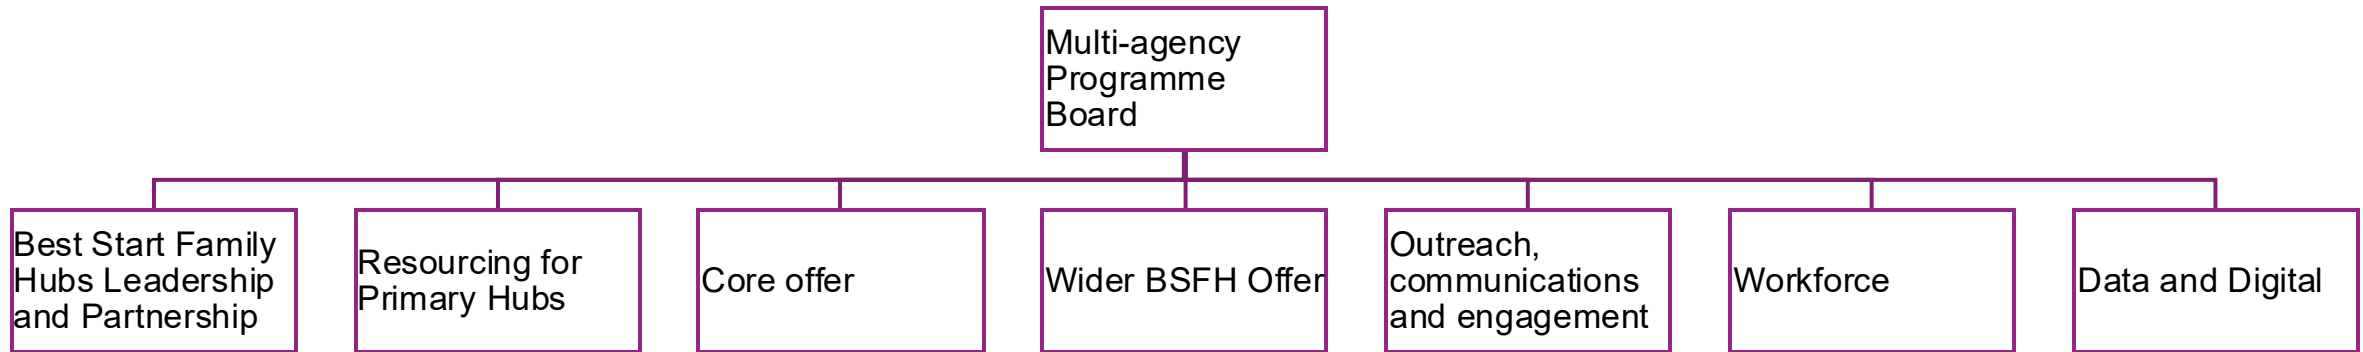 Multi-agency
Programme
Board
Best Start Family
Hubs Leadership
and Partnership
Resourcing for
Primary Hubs
Core offer
Wider BSFH Offer
Outreach,
communications
and engagement
Workforce
Data and Digital